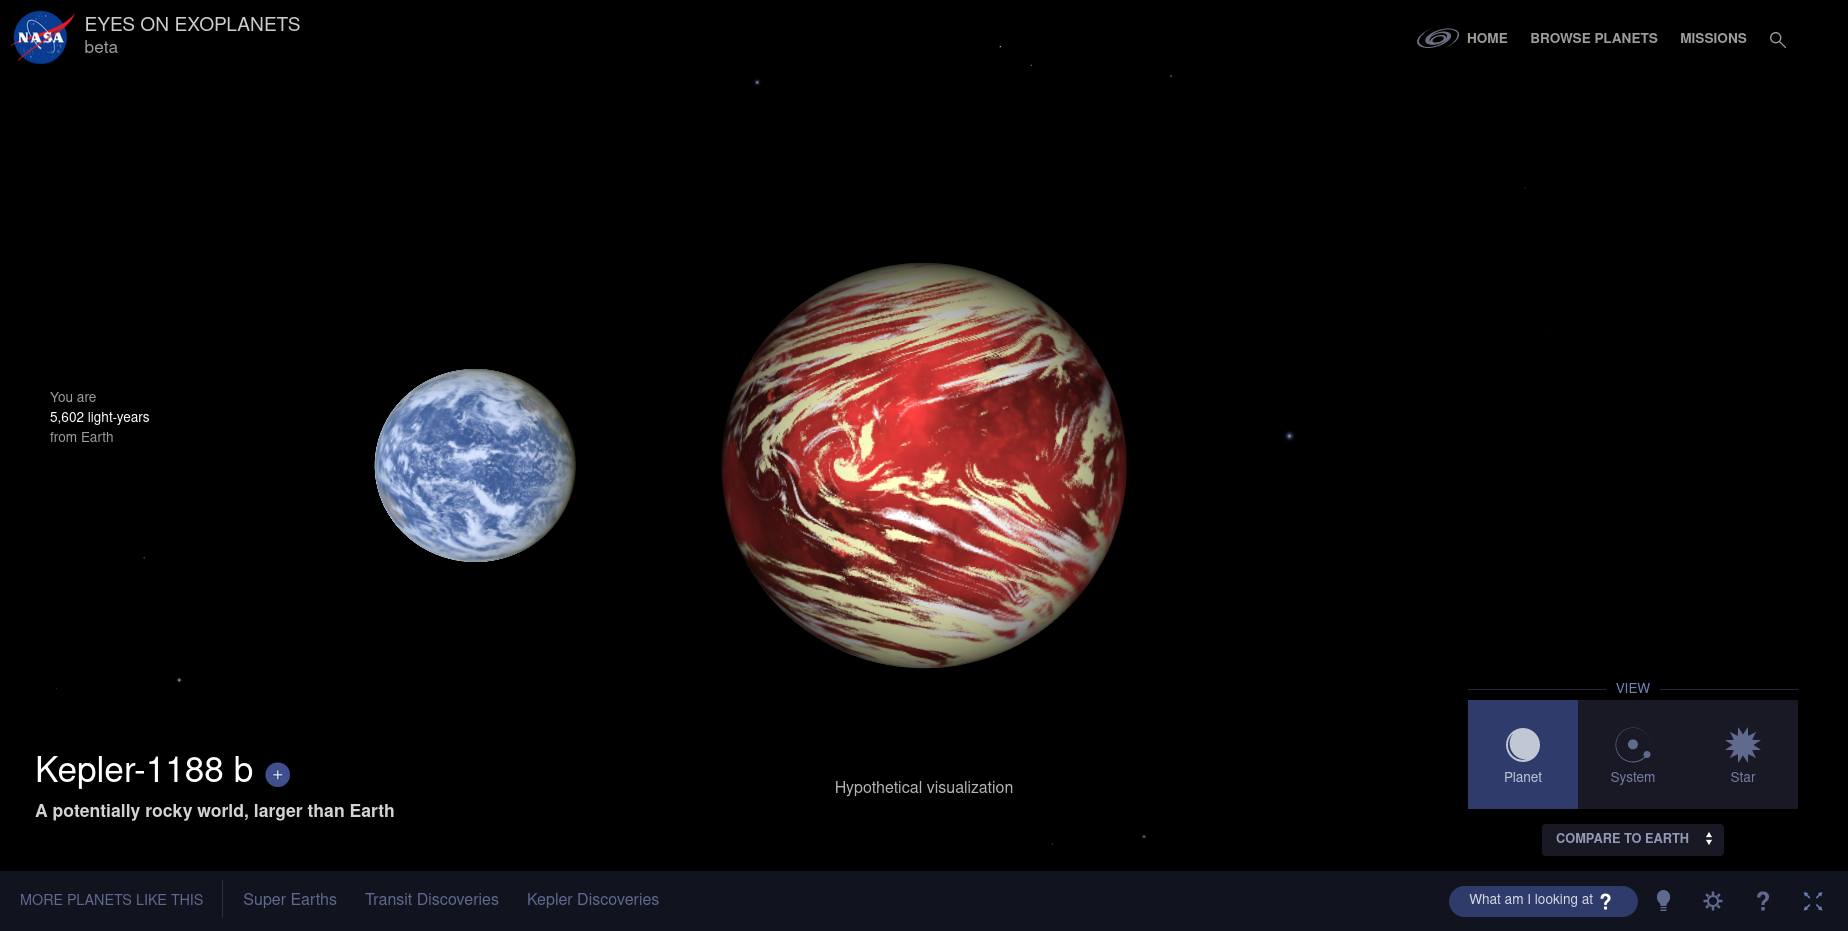 NASA
EYES ON EXOPLANETS
beta
HOME
BROWSE PLANETS
MISSIONS
You are
5,602 light-years
from Earth
Kepler-1188 b +
A potentially rocky world, larger than Earth
Hypothetical visualization
VIEW
Planet
System
Star
COMPARE TO EARTH
MORE PLANETS LIKE THIS
Super Earths
Transit Discoveries
Kepler Discoveries
What am I looking at ?
?